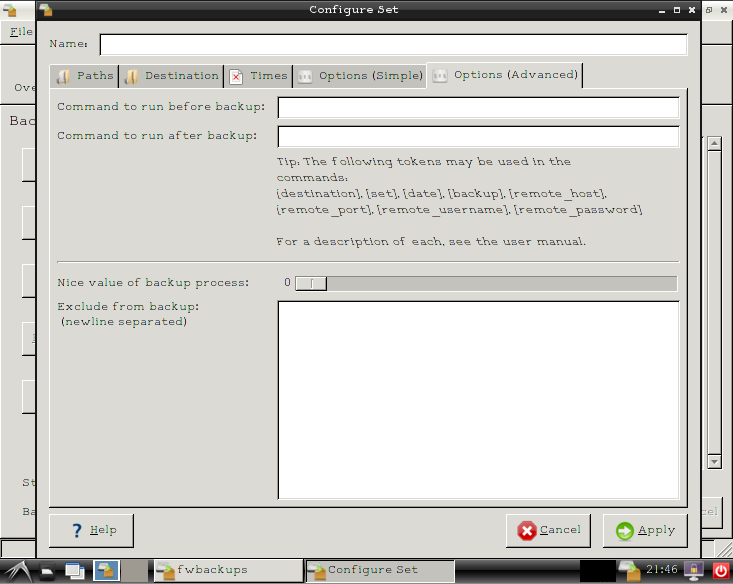 Configure Set
File
Name:
Ove
Paths
Destination
Times
Options (Simple)
Options (Advanced)
Bac
Command to run before backup:
Command to run after backup:
Tip: The following tokens may be used in the
commands:
[destination], [set], [date], [backup], [remote_host],
[remote_port], [remote_username], [remote_password]
For a description of each, see the user manual.
Nice value of backup process:
0
Exclude from backup:
(newline separated)
St
Ba
cel
Help
Cancel
Apply
fwbackups
Configure Set
21:46